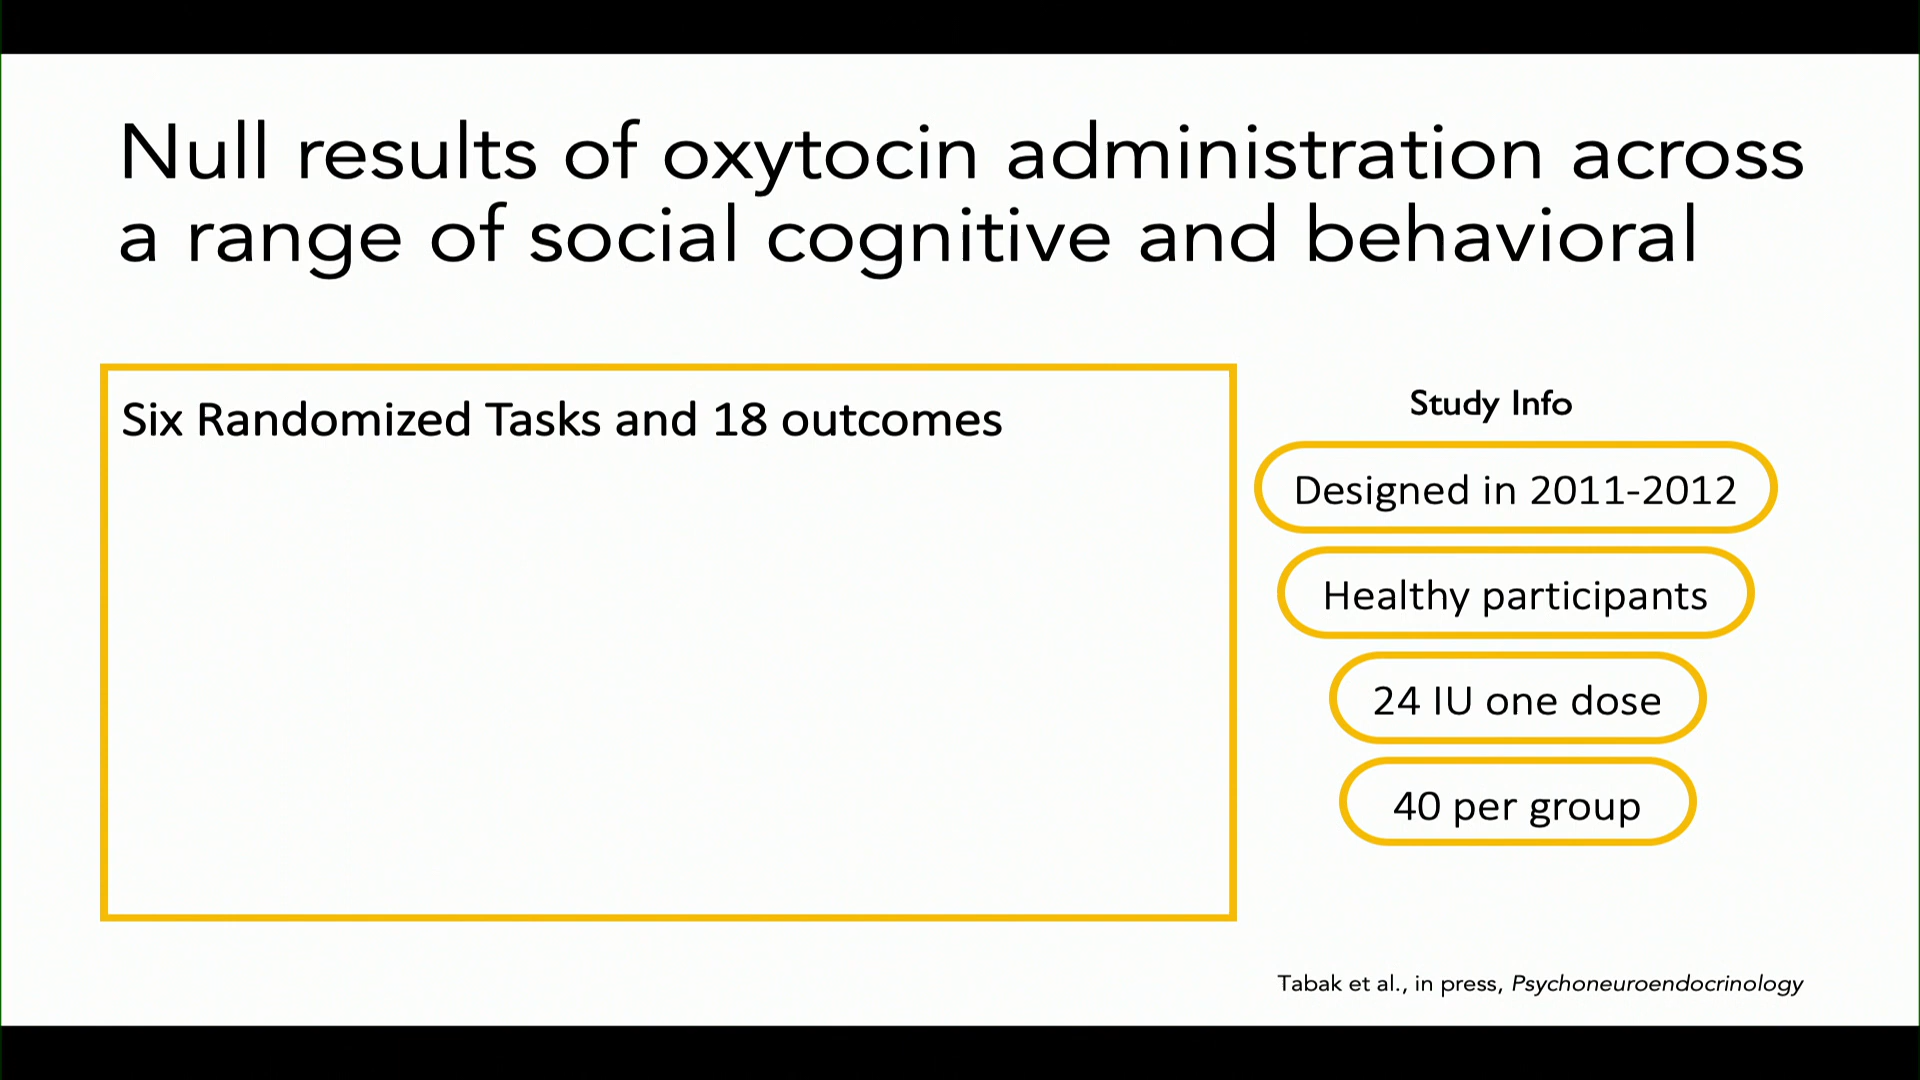 Null results of oxytocin administration across
a range of social cognitive and behavioral
Six Randomized Tasks and 18 outcomes
Study Info
Designed in 2011-2012
Healthy participants
24 IU one dose
40 per group
Tabak et al., in press, Psychoneuroendocrinology